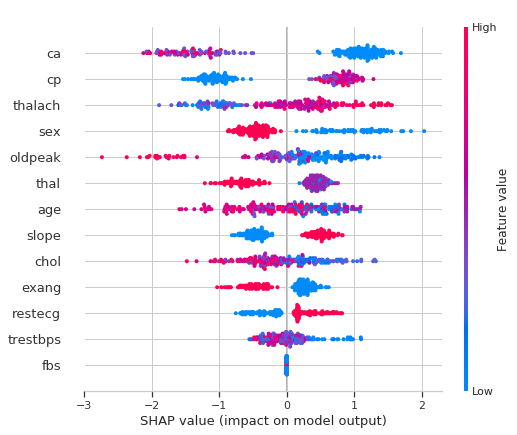 High
ca
cp
thalach
sex
oldpeak
thal
age
slope
chol
exang
restecg
trestbps
fbs
Feature value
Low
−3 −2 −1 0 1 2
SHAP value (impact on model output)